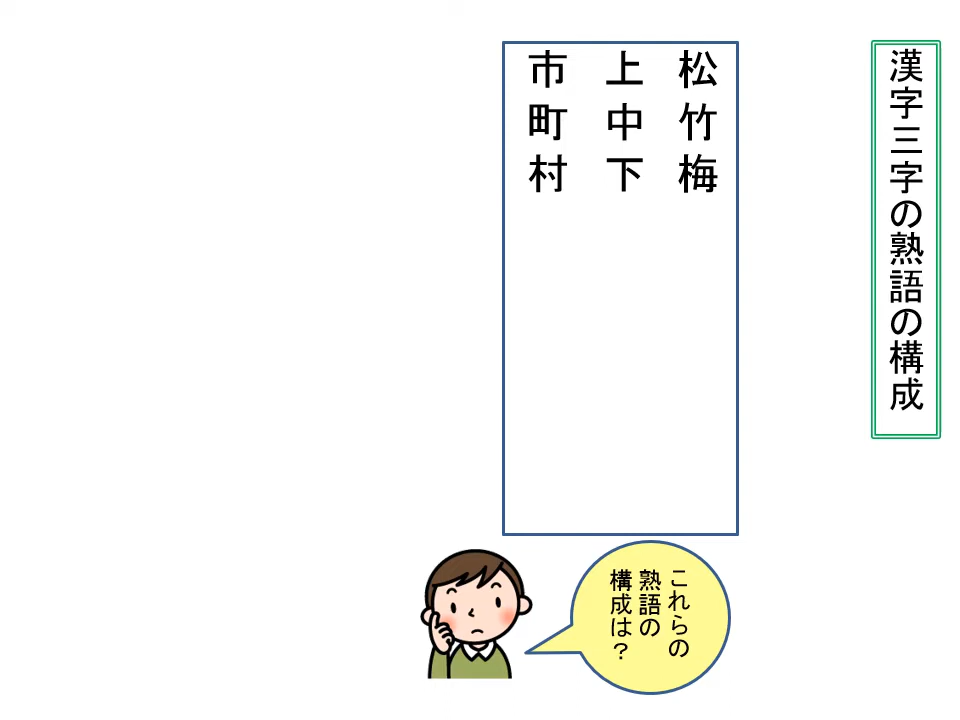 漢字三字の熟語の構成
松竹梅
上中下
市町村
これらの
熟語の
構成は？